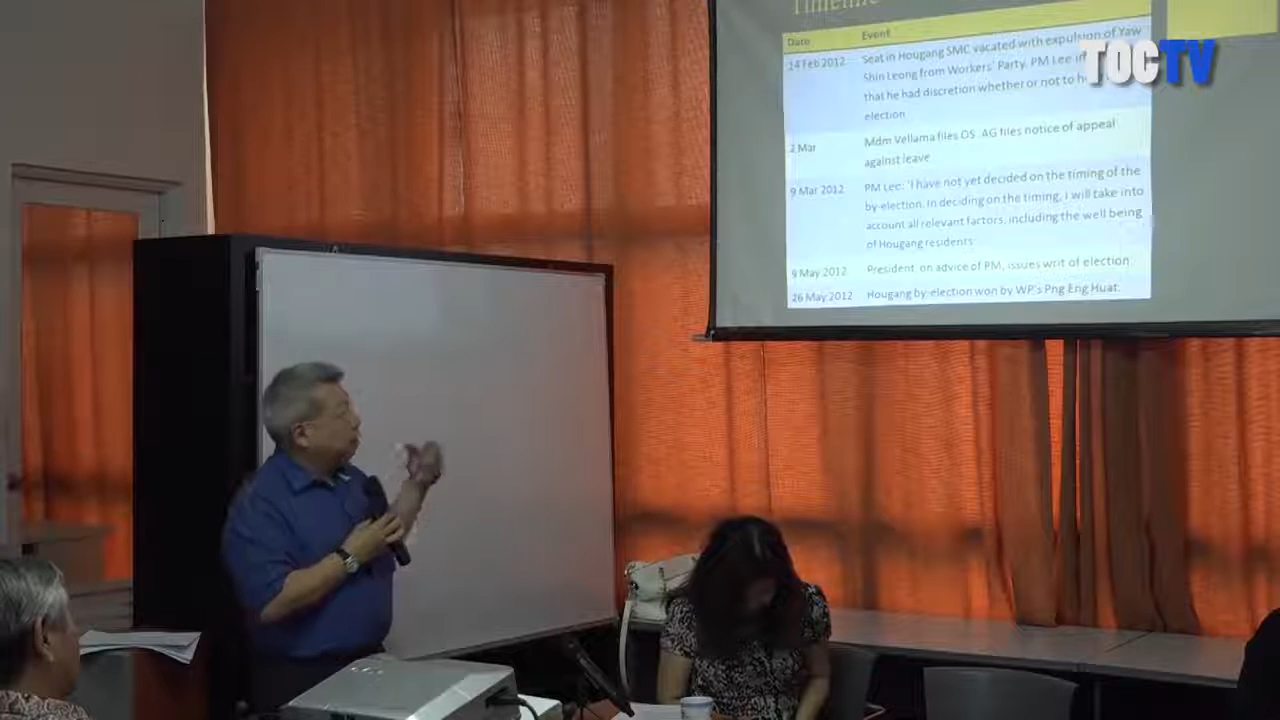 Timeline
Date Event
14 Feb 2012 Seat in Hougang SMC vacated with expulsion of Yaw
Shin Leong from Workers' Party. PM Lee
that he had discretion whether or not to
election
2 Mar Mdm Vellama files OS. AG files notice of appeal
against leave
9 Mar 2012 PM Lee: 'I have not yet decided on the timing of the
by-election. In deciding on the timing, I will take into
account all relevant factors, including the well being
of Hougang residents
9 May 2012 President on advice of PM, issues writ of election
26 May 2012 Hougang by-election won by WP's Png Eng Huat.
TOCTV